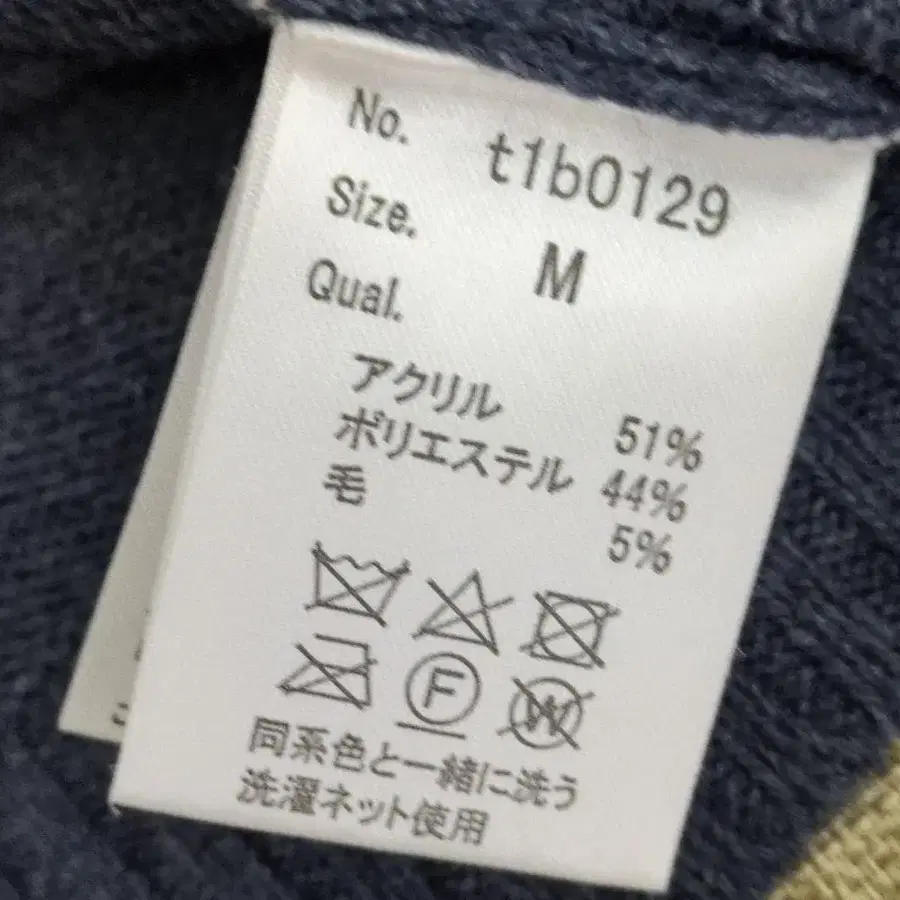 No. t1b0129
Size. M
Qual.
アクリル 51%
ポリエステル 44%
毛 5%
F W
同系色と一緒に洗う
洗濯ネット使用